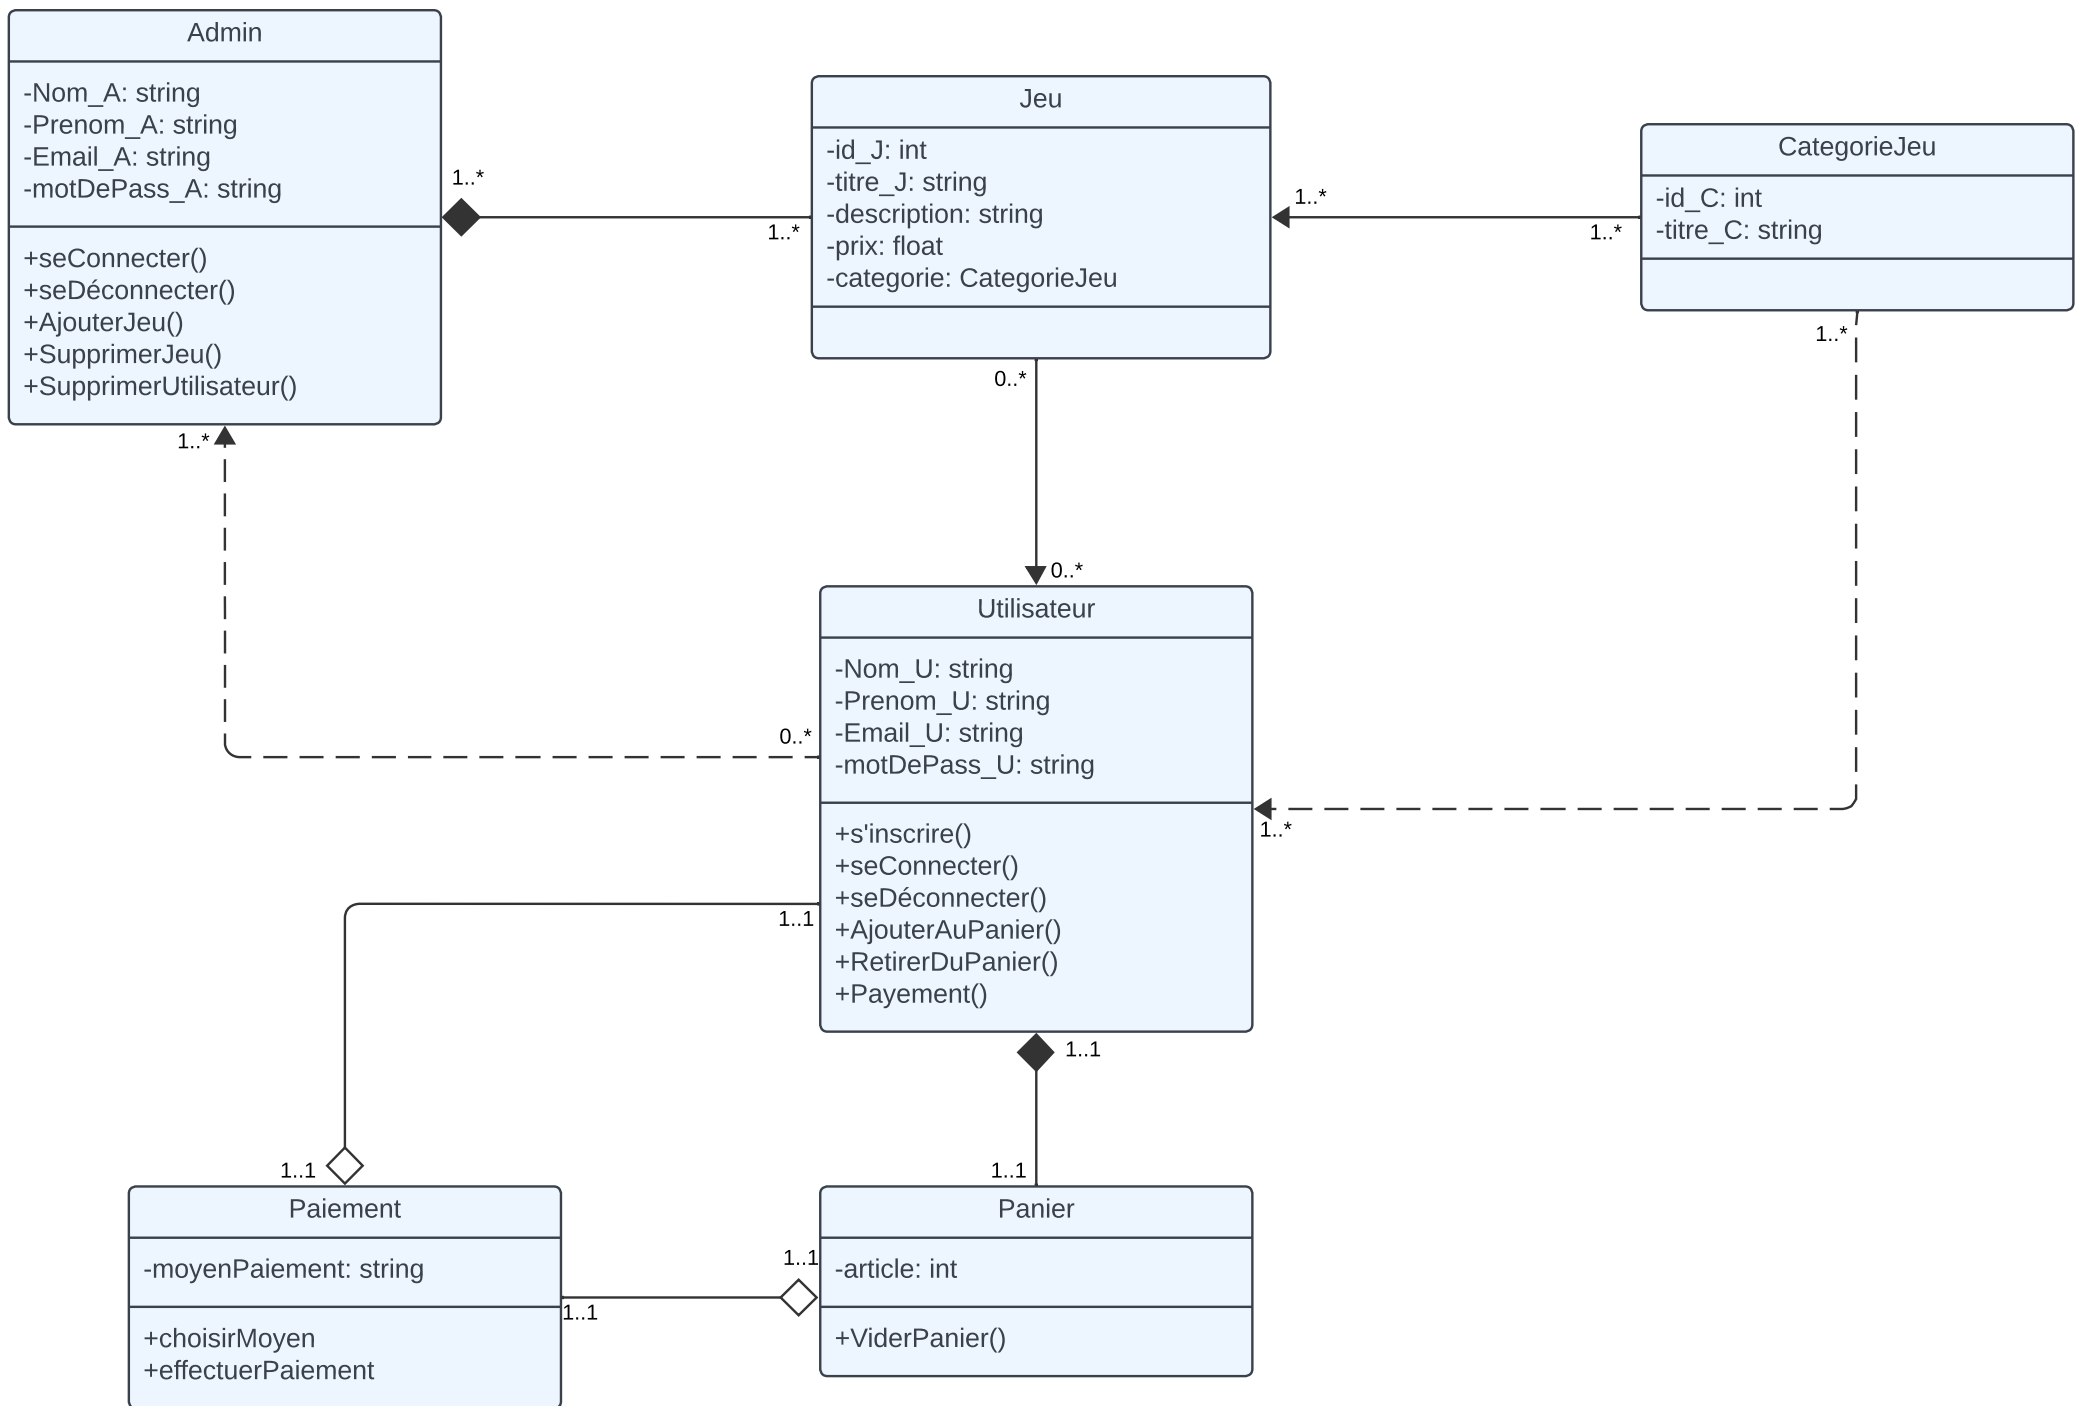 Admin
-Nom_A: string
-Prenom_A: string
-Email_A: string
-motDePass_A: string
+seConnecter()
+seDéconnecter()
+AjouterJeu()
+SupprimerJeu()
+SupprimerUtilisateur()
1..*
1..*
Jeu
-id_J: int
-titre_J: string
-description: string
-prix: float
-categorie: CategorieJeu
1..*
1..*
CategorieJeu
-id_C: int
-titre_C: string
1..*
0..*
1..*
0..*
Utilisateur
-Nom_U: string
-Prenom_U: string
-Email_U: string
-motDePass_U: string
+s'inscrire()
+seConnecter()
+seDéconnecter()
+AjouterAuPanier()
+RetirerDuPanier()
+Payement()
0..*
1..*
1..1
1..1
1..1
1..1
Paiement
-moyenPaiement: string
+choisirMoyen
+effectuerPaiement
1..1
1..1
Panier
-article: int
+ViderPanier()